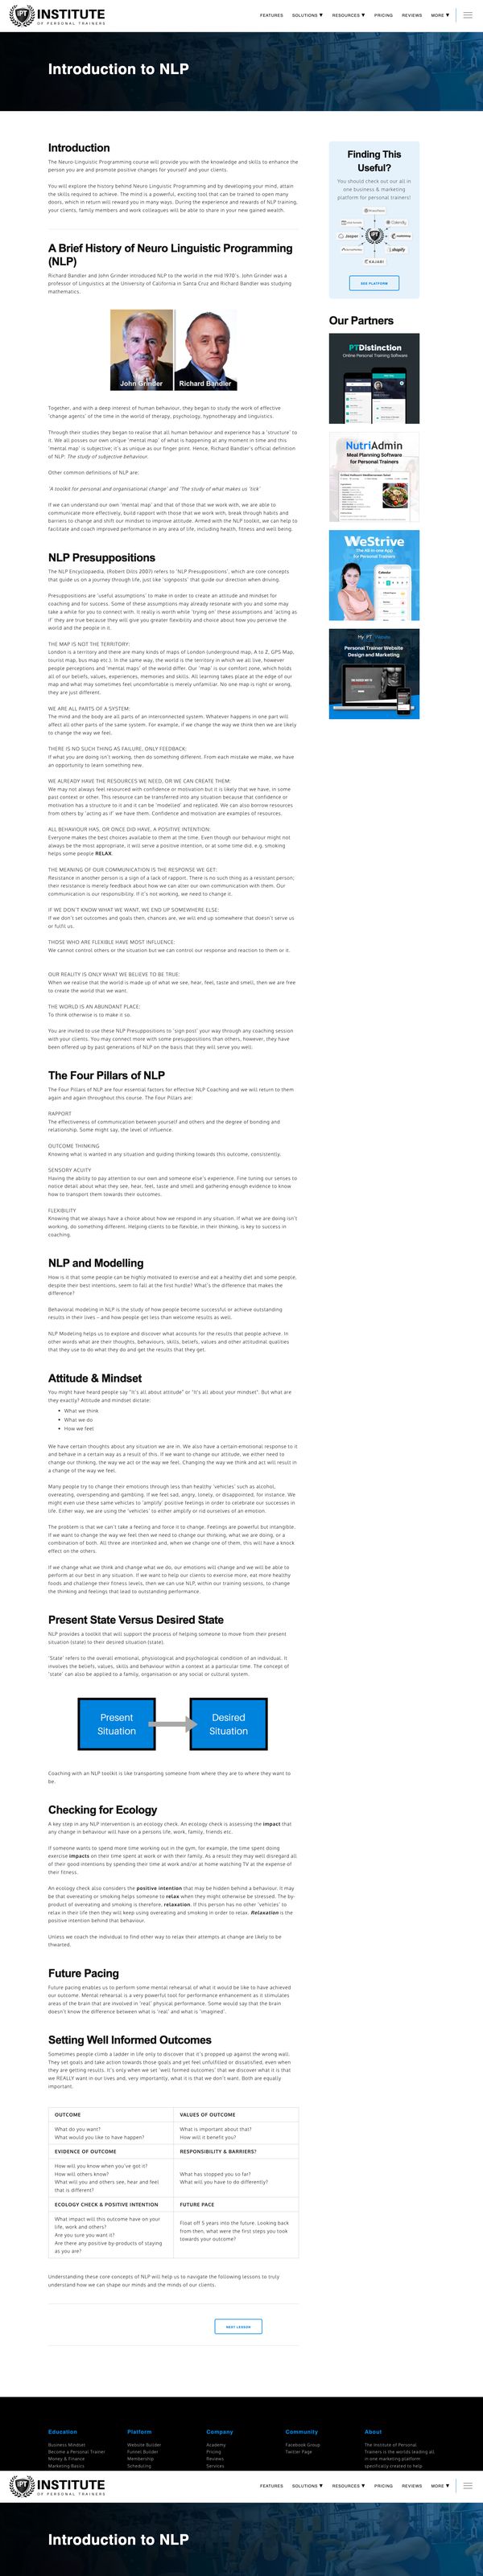 INSTITUTE
OF PERSONAL TRAINERS
FEATURES SOLUTIONS ▼ RESOURCES ▼ PRICING REVIEWS MORE ▼
Introduction to NLP
Introduction
The Neuro-Linguistic Programming course will provide you with the knowledge and skills to enhance the
person you are and promote positive changes for yourself and your clients.
You will explore the history behind Neuro Linguistic Programming and by developing your mind, attain
the skills required to achieve. The mind is a powerful, exciting tool that can be trained to open many
doors, which in return will reward you in many ways. During the experience and rewards of NLP training,
your clients, family members and work colleagues will be able to share in your new gained wealth.
A Brief History of Neuro Linguistic Programming
(NLP)
Richard Bandler and John Grinder introduced NLP to the world in the mid 1970's. John Grinder was a
professor of Linguistics at the University of California in Santa Cruz and Richard Bandler was studying
mathematics.
John Grinder
Richard Bandler
Together, and with a deep interest of human behaviour, they began to study the work of effective
'change agents' of the time in the world of therapy, psychology, hypnotherapy and linguistics.
Through their studies they began to realise that all human behaviour and experience has a 'structure' to
it. We all posses our own unique 'mental map' of what is happening at any moment in time and this
'mental map' is subjective; it's as unique as our finger print. Hence, Richard Bandler's official definition
of NLP: The study of subjective behaviour.
Other common definitions of NLP are:
'A toolkit for personal and organisational change' and 'The study of what makes us 'tick'
If we can understand our own 'mental map' and that of those that we work with, then we are able to
communicate more effectively, build rapport with those that we work with, break through habits and
barriers to change and shift our mindset to improve attitude. Armed with the NLP toolkit, we can help to
facilitate and coach improved performance in any area of life, including health, fitness and well being.
NLP Presuppositions
The NLP Encyclopaedia, (Robert Dilts 2007) refers to 'NLP Presuppositions', which are core concepts
that guide us on a journey through life, just like 'signposts' that guide our direction when driving.
Presuppositions are 'useful assumptions' to make in order to create an attitude and mindset for
coaching and for success. Some of these assumptions may already resonate with you and some may
take a while for you to connect with. It really is worth while 'trying on' these assumptions and 'acting as
if' they are true because they will give you greater flexibility and choice about how you perceive the
world and the people in it.
THE MAP IS NOT THE TERRITORY:
London is a territory and there are many kinds of maps of London (underground map, A to Z, GPS Map,
tourist map, bus map etc.). In the same way, the world is the territory in which we all live, however
people perceptions and 'mental maps' of the world differ. Our 'map' is our comfort zone, which holds
all of our beliefs, values, experiences, memories and skills. All learning takes place at the edge of our
map and what may sometimes feel uncomfortable is merely unfamiliar. No one map is right or wrong,
they are just different.
WE ARE ALL PARTS OF A SYSTEM:
The mind and the body are all parts of an interconnected system. Whatever happens in one part will
affect all other parts of the same system. For example, if we change the way we think then we are likely
to change the way we feel.
THERE IS NO SUCH THING AS FAILURE, ONLY FEEDBACK:
If what you are doing isn't working, then do something different. From each mistake we make, we have
an opportunity to learn something new.
WE ALREADY HAVE THE RESOURCES WE NEED, OR WE CAN CREATE THEM:
We may not always feel resourced with confidence or motivation but it is likely that we have, in some
past context or other. This resource can be transferred into any situation because that confidence or
motivation has a structure to it and it can be 'modelled' and replicated. We can also borrow resources
from others by 'acting as if' we have them. Confidence and motivation are examples of resources.
ALL BEHAVIOUR HAS, OR ONCE DID HAVE, A POSITIVE INTENTION:
Everyone makes the best choices available to them at the time. Even though our behaviour might not
always be the most appropriate, it will serve a positive intention, or at some time did: e.g. smoking
helps some people RELAX.
THE MEANING OF OUR COMMUNICATION IS THE RESPONSE WE GET:
Resistance in another person is a sign of a lack of rapport. There is no such thing as a resistant person;
their resistance is merely feedback about how we can alter our own communication with them. Our
communication is our responsibility. If it's not working, we need to change it.
IF WE DON'T KNOW WHAT WE WANT, WE END UP SOMEWHERE ELSE:
If we don't set outcomes and goals then, chances are, we will end up somewhere that doesn't serve us
or fulfil us.
THOSE WHO ARE FLEXIBLE HAVE MOST INFLUENCE:
We cannot control others or the situation but we can control our response and reaction to them or it.
OUR REALITY IS ONLY WHAT WE BELIEVE TO BE TRUE:
When we realise that the world is made up of what we see, hear, feel, taste and smell, then we are free
to create the world that we want.
THE WORLD IS AN ABUNDANT PLACE:
To think otherwise is to make it so.
You are invited to use these NLP Presuppositions to 'sign post' your way through any coaching session
with your clients. You may connect more with some presuppositions than others, however, they have
been offered up by past generations of NLP on the basis that they will serve you well.
The Four Pillars of NLP
The Four Pillars of NLP are four essential factors for effective NLP Coaching and we will return to them
again and again throughout this course. The Four Pillars are:
RAPPORT
The effectiveness of communication between yourself and others and the degree of bonding and
relationship. Some might say, the level of influence.
OUTCOME THINKING
Knowing what is wanted in any situation and guiding thinking towards this outcome, consistently.
SENSORY ACUITY
Having the ability to pay attention to our own and someone else's experience. Fine tuning our senses to
notice detail about what they see, hear, feel, taste and smell and gathering enough evidence to know
how to transport them towards their outcomes.
FLEXIBILITY
Knowing that we always have a choice about how we respond in any situation. If what we are doing isn't
working, do something different. Helping clients to be flexible, in their thinking, is key to success in
coaching.
NLP and Modelling
How is it that some people can be highly motivated to exercise and eat a healthy diet and some people,
despite their best intentions, seem to fall at the first hurdle? What's the difference that makes the
difference?
Behavioral modeling in NLP is the study of how people become successful or achieve outstanding
results in their lives – and how people get less than welcome results as well.
NLP Modeling helps us to explore and discover what accounts for the results that people achieve. In
other words what are their thoughts, behaviours, skills, beliefs, values and other attitudinal qualities
that they use to do what they do and get the results that they get.
Attitude & Mindset
You might have heard people say "It's all about attitude" or "It's all about your mindset". But what are
they exactly? Attitude and mindset dictate:
• What we think
• What we do
• How we feel
We have certain thoughts about any situation we are in. We also have a certain emotional response to it
and behave in a certain way as a result of this. If we want to change our attitude, we either need to
change our thinking, the way we act or the way we feel. Changing the way we think and act will result in
a change of the way we feel.
Many people try to change their emotions through less than healthy 'vehicles' such as alcohol,
overeating, overspending and gambling. If we feel sad, angry, lonely, or disappointed, for instance. We
might even use these same vehicles to 'amplify' positive feelings in order to celebrate our successes in
life. Either way, we are using the 'vehicles' to either amplify or rid ourselves of an emotion.
The problem is that we can't take a feeling and force it to change. Feelings are powerful but intangible.
If we want to change the way we feel then we need to change our thinking, what we are doing, or a
combination of both. All three are interlinked and, when we change one of them, this will have a knock
effect on the others.
If we change what we think and change what we do, our emotions will change and we will be able to
perform at our best in any situation. If we want to help our clients to exercise more, eat more healthy
foods and challenge their fitness levels, then we can use NLP, within our training sessions, to change
the thinking and feelings that lead to outstanding performance.
Present State Versus Desired State
NLP provides a toolkit that will support the process of helping someone to move from their present
situation (state) to their desired situation (state).
'State' refers to the overall emotional, physiological and psychological condition of an individual. It
involves the beliefs, values, skills and behaviour within a context at a particular time. The concept of
'state' can also be applied to a family, organisation or any social or cultural system.
Present
Situation
Desired
Situation
Coaching with an NLP toolkit is like transporting someone from where they are to where they want to
be.
Checking for Ecology
A key step in any NLP intervention is an ecology check. An ecology check is assessing the impact that
any change in behaviour will have on a persons life, work, family, friends etc.
If someone wants to spend more time working out in the gym, for example, the time spent doing
exercise impacts on their time spent at work or with their family. As a result they may well disregard all
of their good intentions by spending their time at work and/or at home watching TV at the expense of
their fitness.
An ecology check also considers the positive intention that may be hidden behind a behaviour. It may
be that overeating or smoking helps someone to relax when they might otherwise be stressed. The by-
product of overeating and smoking is therefore, relaxation. If this person has no other 'vehicles' to
relax in their life then they will keep using overeating and smoking in order to relax. Relaxation is the
positive intention behind that behaviour.
Unless we coach the individual to find other way to relax their attempts at change are likely to be
thwarted.
Future Pacing
Future pacing enables us to perform some mental rehearsal of what it would be like to have achieved
our outcome. Mental rehearsal is a very powerful tool for performance enhancement as it stimulates
areas of the brain that are involved in 'real' physical performance. Some would say that the brain
doesn't know the difference between what is 'real' and what is 'imagined'.
Setting Well Informed Outcomes
Sometimes people climb a ladder in life only to discover that it's propped up against the wrong wall.
They set goals and take action towards those goals and yet feel unfulfilled or dissatisfied, even when
they are getting results. It's only when we set 'well formed outcomes' that we discover what it is that
we REALLY want in our lives and, very importantly, what it is that we don't want. Both are equally
important.
OUTCOME
VALUES OF OUTCOME
What do you want?
What would you like to have happen?
What is important about that?
How will it benefit you?
EVIDENCE OF OUTCOME
RESPONSIBILITY & BARRIERS?
How will you know when you've got it?
How will others know?
What will you and others see, hear and feel
that is different?
What has stopped you so far?
What will you have to do differently?
ECOLOGY CHECK & POSITIVE INTENTION
FUTURE PACE
What impact will this outcome have on your
life, work and others?
Are you sure you want it?
Are there any positive by-products of staying
as you are?
Float off 5 years into the future. Looking back
from then, what were the first steps you took
towards your outcome?
Understanding these core concepts of NLP will help us to navigate the following lessons to truly
understand how we can shape our minds and the minds of our clients.
NEXT LESSON
Finding This
Useful?
You should check out our all in
one business & marketing
platform for personal trainers!
Calendly
Jasper
shopify
KAJABI
SEE PLATFORM
Our Partners
PTDistinction
Online Personal Training Software
NutriAdmin
Meal Planning Software
for Personal Trainers
WeStrive
The All in one App
for Personal Trainers
My PT Website
Personal Trainer Website
Design and Marketing
Education
Business Mindset
Become a Personal Trainer
Money & Finance
Marketing Basics
Platform
Website Builder
Funnel Builder
Membership
Scheduling
Company
Academy
Pricing
Reviews
Services
Community
Facebook Group
Twitter Page
About
The Institute of Personal
Trainers is the worlds leading all
in one marketing platform
specifically created to help
INSTITUTE
OF PERSONAL TRAINERS
FEATURES SOLUTIONS ▼ RESOURCES ▼ PRICING REVIEWS MORE ▼
Introduction to NLP